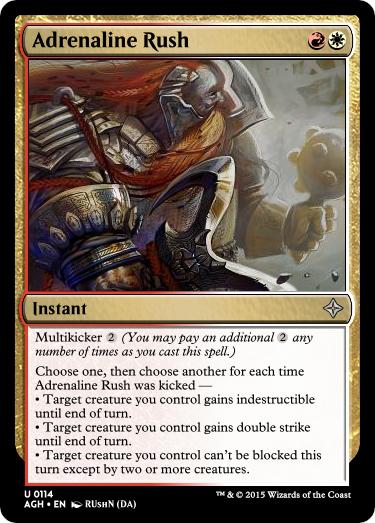 Adrenaline Rush
Instant
Multikicker 2 (You may pay an additional 2 any
number of times as you cast this spell.)
Choose one, then choose another for each time
Adrenaline Rush was kicked —
• Target creature you control gains indestructible
until end of turn.
• Target creature you control gains double strike
until end of turn.
• Target creature you control can't be blocked this
turn except by two or more creatures.
U 0114
AGH • EN RUshN (DA)
™ & © 2015 Wizards of the Coast